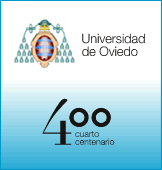 Universidad
de Oviedo
400
cuarto
centenario